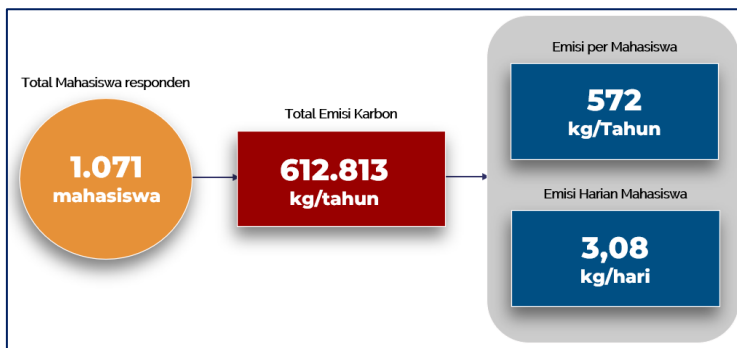 Total Mahasiswa responden
1.071
mahasiswa
Total Emisi Karbon
612.813
kg/tahun
Emisi per Mahasiswa
572
kg/Tahun
Emisi Harian Mahasiswa
3,08
kg/hari